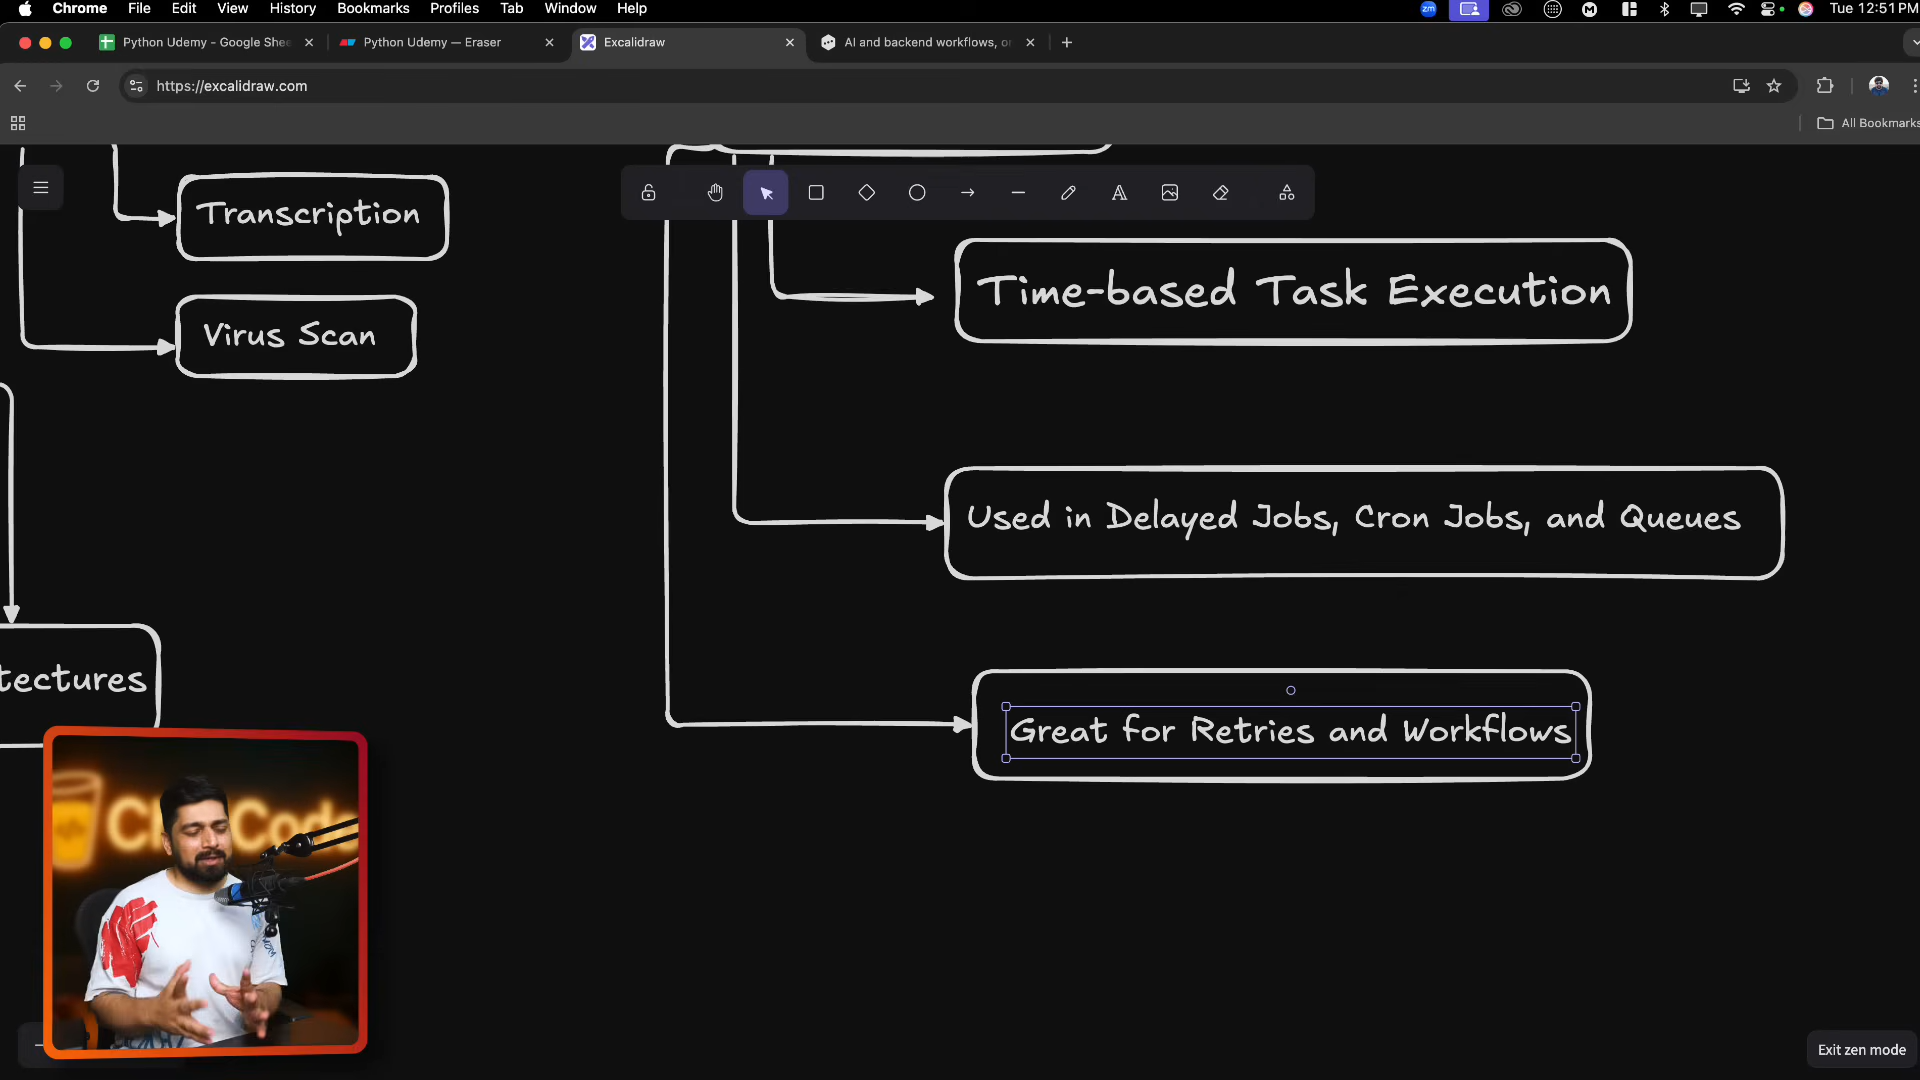 Chrome File Edit View History Bookmarks Profiles Tab Window Help
zm
Tue 12:51PM
Python Udemy - Google Shee
Python Udemy — Eraser
Excalidraw
AI and backend workflows, or
https://excalidraw.com
All Bookmarks
Transcription
Virus Scan
Time-based Task Execution
Used in Delayed Jobs, Cron Jobs, and Queues
tectures
Great for Retries and Workflows
Exit zen mode